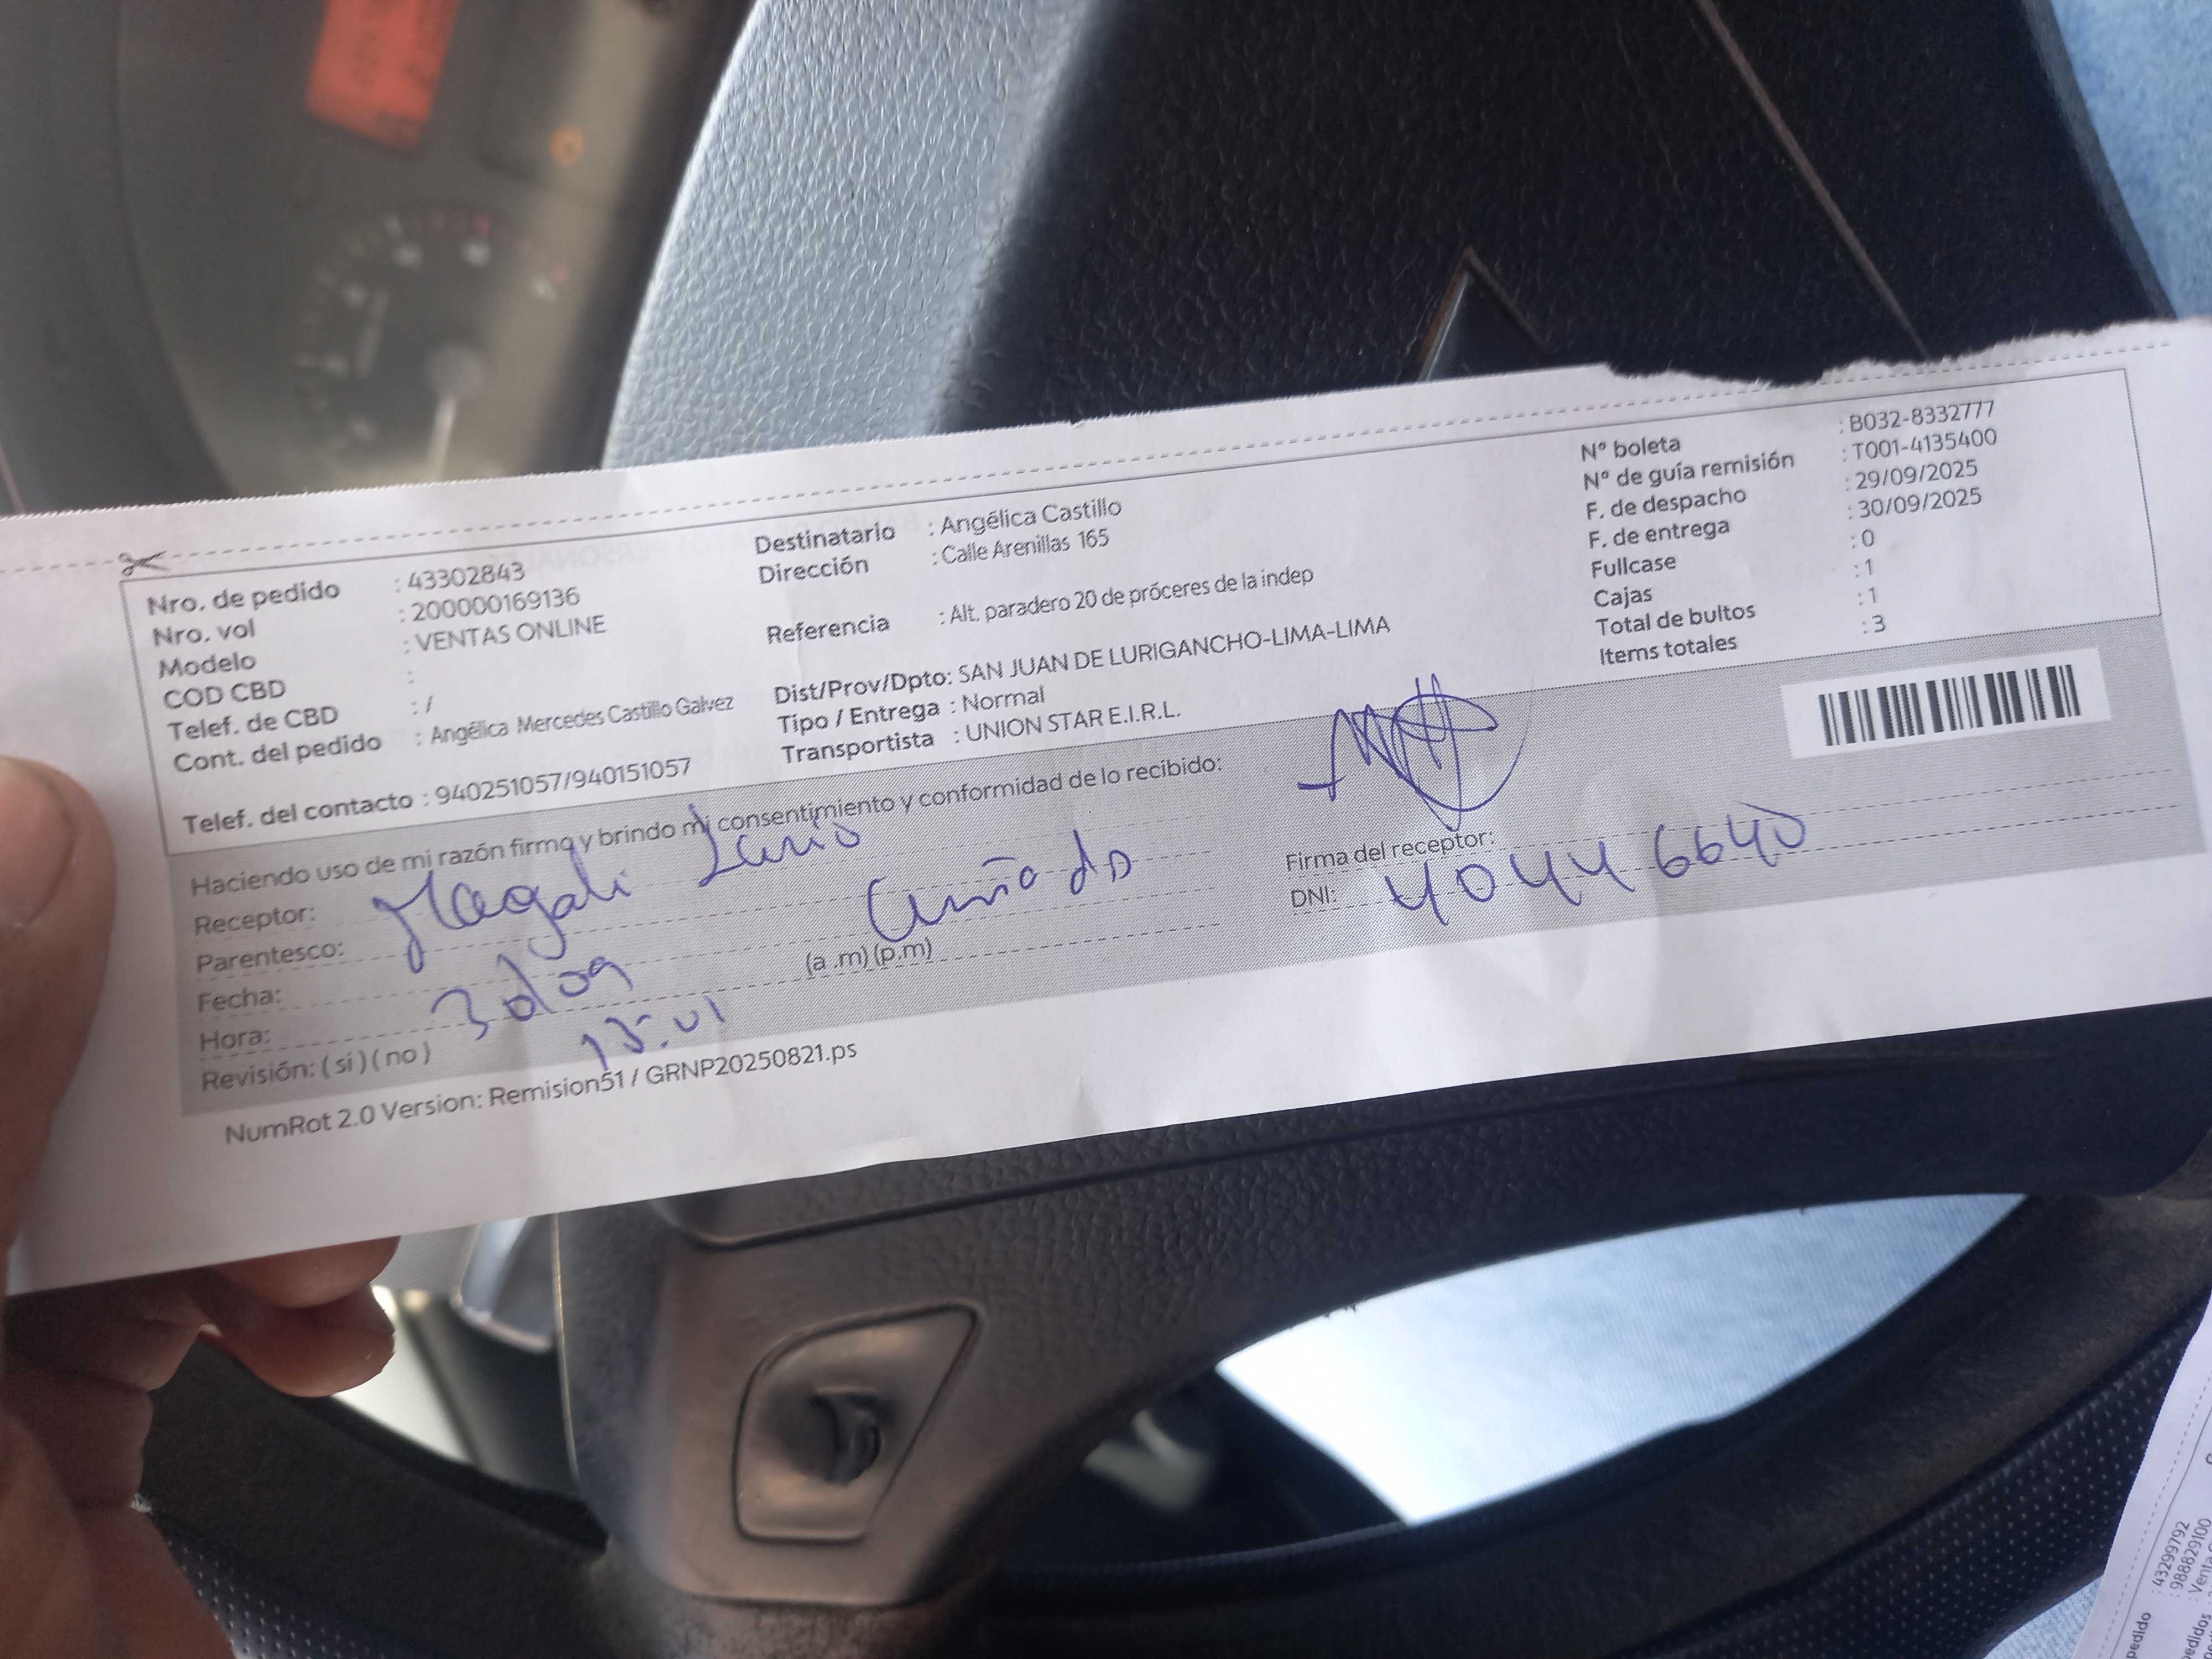 Nro. de pedido : 43302843
Nro. vol : 200000169136
Modelo : VENTAS ONLINE
COD CBD :
Telef. de CBD : /
Cont. del pedido : Angélica Mercedes Castillo Galvez
Telef. del contacto : 940251057/940151057
Destinatario : Angélica Castillo
Dirección : Calle Arenillas 165
Referencia : Alt. paradero 20 de próceres de la indep
Dist/Prov/Dpto: SAN JUAN DE LURIGANCHO-LIMA-LIMA
Tipo / Entrega : Normal
Transportista : UNION STAR E.I.R.L.
N° boleta : B032-8332777
N° de guía remisión : T001-4135400
F. de despacho : 29/09/2025
F. de entrega : 30/09/2025
Fullcase : 0
Cajas : 1
Total de bultos : 1
Items totales : 3
Haciendo uso de mi razón firmo y brindo mi consentimiento y conformidad de lo recibido:
Receptor: Magali
Parentesco: Cuñado
Fecha: 30/09
Hora: (a .m) (p.m)
Revisión: ( si ) ( no )
Firma del receptor:
DNI: 40446640
NumRot 2.0 Version: Remision51 / GRNP20250821.ps
: 43299792
: 988829100
pedido